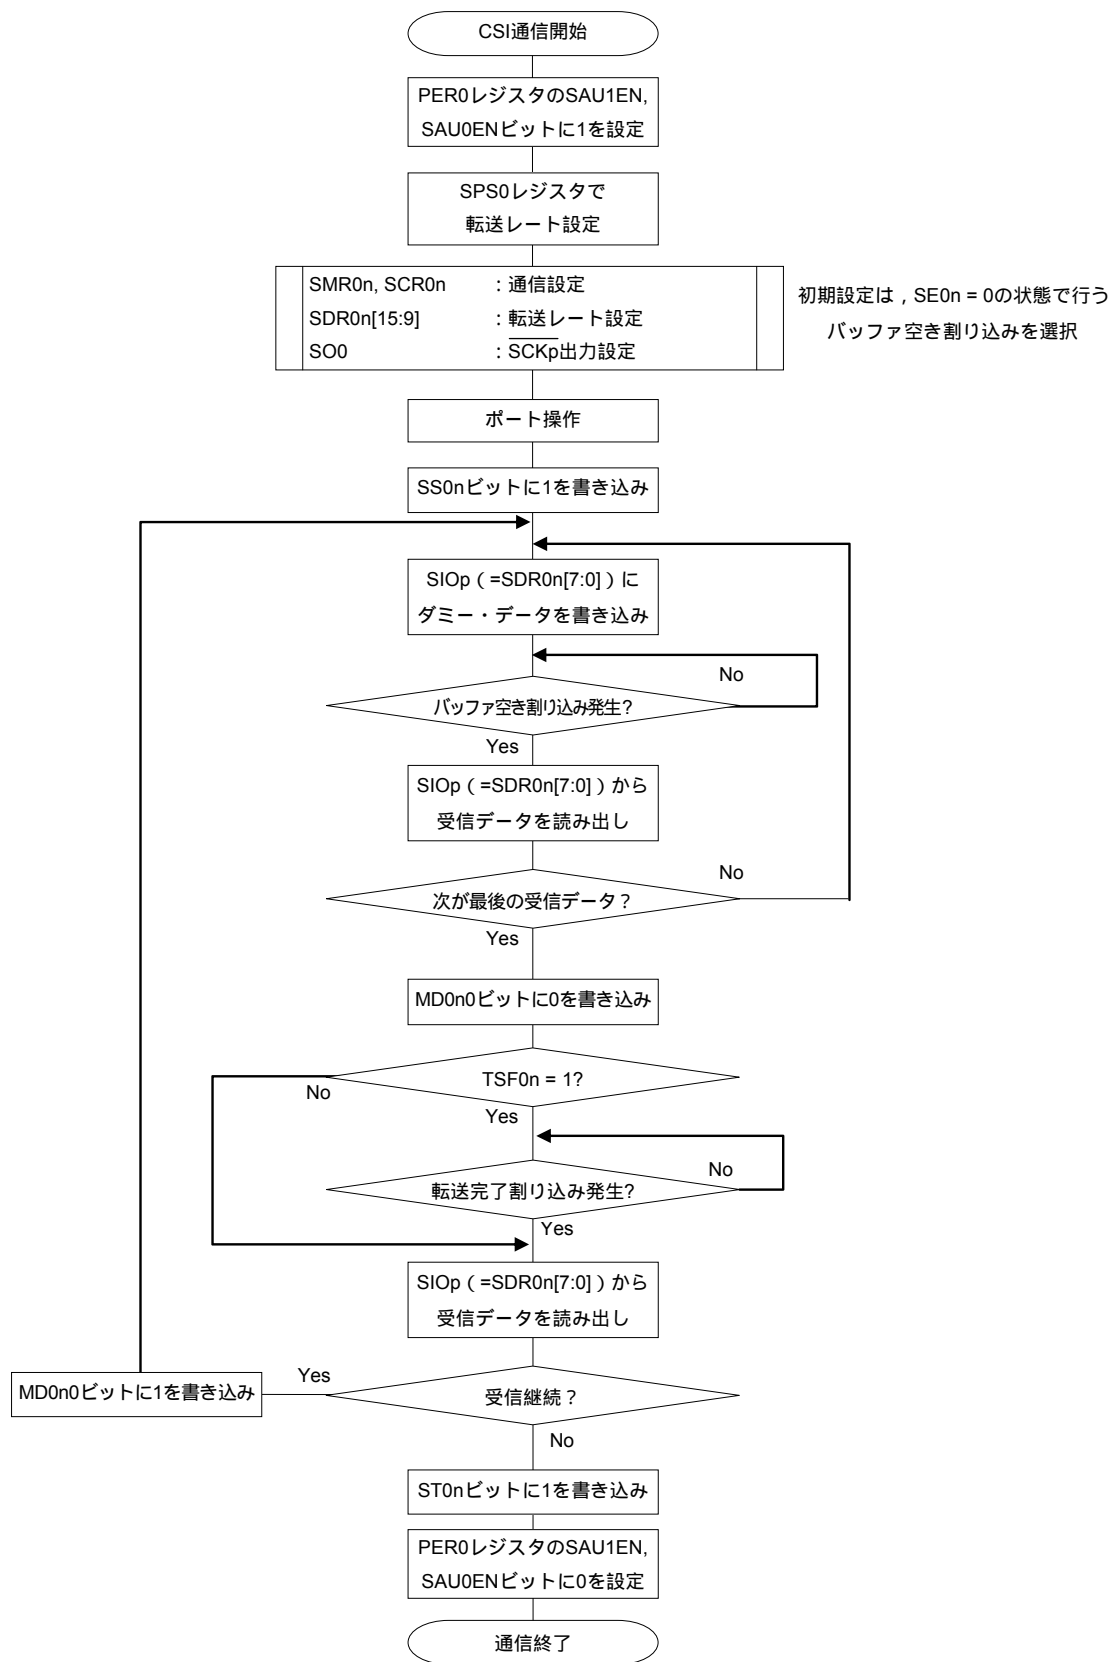 CSI通信開始
PER0レジスタのSAU1EN,
SAU0ENビットに1を設定
SPS0レジスタで
転送レート設定
SMR0n, SCR0n ：通信設定
SDR0n[15:9] ：転送レート設定
SO0 ：SCKp出力設定
初期設定は，SE0n = 0の状態で行う
バッファ空き割り込みを選択
ポート操作
SS0nビットに1を書き込み
SIOp（=SDR0n[7:0]）に
ダミー・データを書き込み
No
バッファ空き割り込み発生?
Yes
SIOp（=SDR0n[7:0]）から
受信データを読み出し
No
次が最後の受信データ？
Yes
MD0n0ビットに0を書き込み
TSF0n = 1?
No
Yes
No
転送完了割り込み発生?
Yes
SIOp（=SDR0n[7:0]）から
受信データを読み出し
Yes
MD0n0ビットに1を書き込み
受信継続？
No
ST0nビットに1を書き込み
PER0レジスタのSAU1EN,
SAU0ENビットに0を設定
通信終了